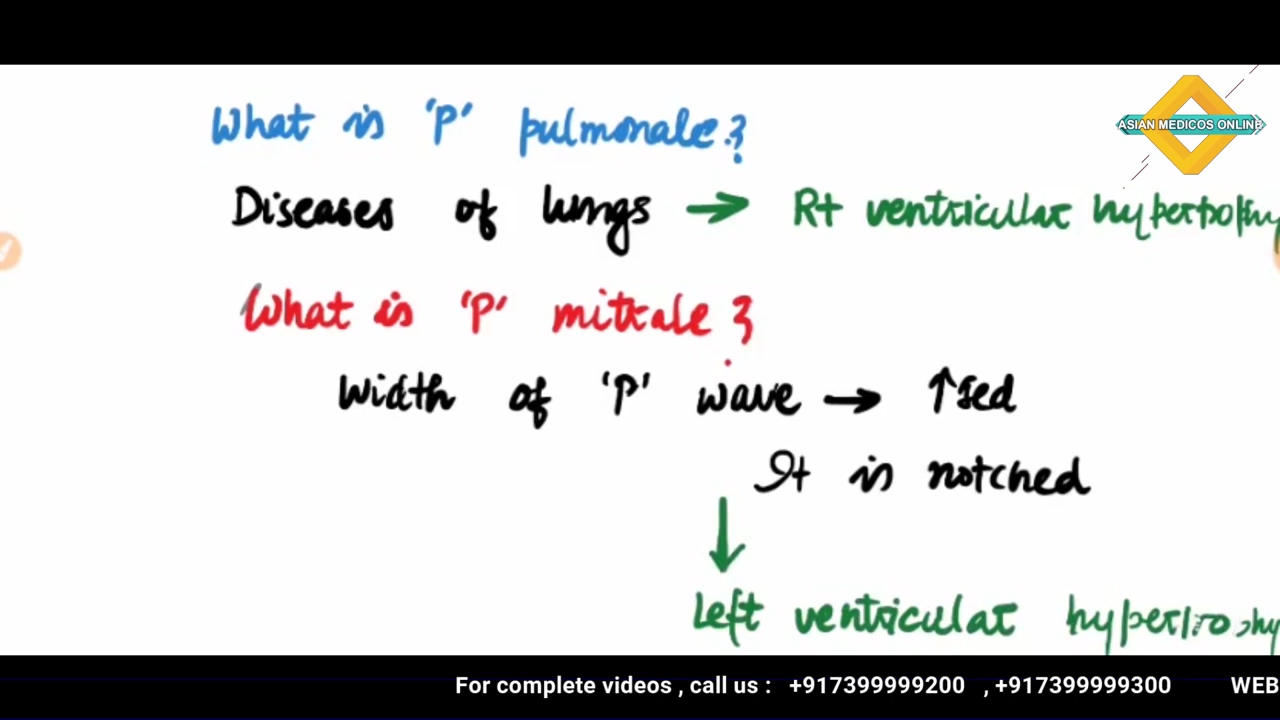 What is 'P' pulmonale?
ASIAN MEDICOS ONLINE
Diseases of lungs → Rt ventricular hypertrophy
What is 'P' mitrale?
Width of 'P' wave → ↑sed
It is notched
↓
Left ventricular hypertrophy
For complete videos , call us : +917399999200 , +917399999300 WEB